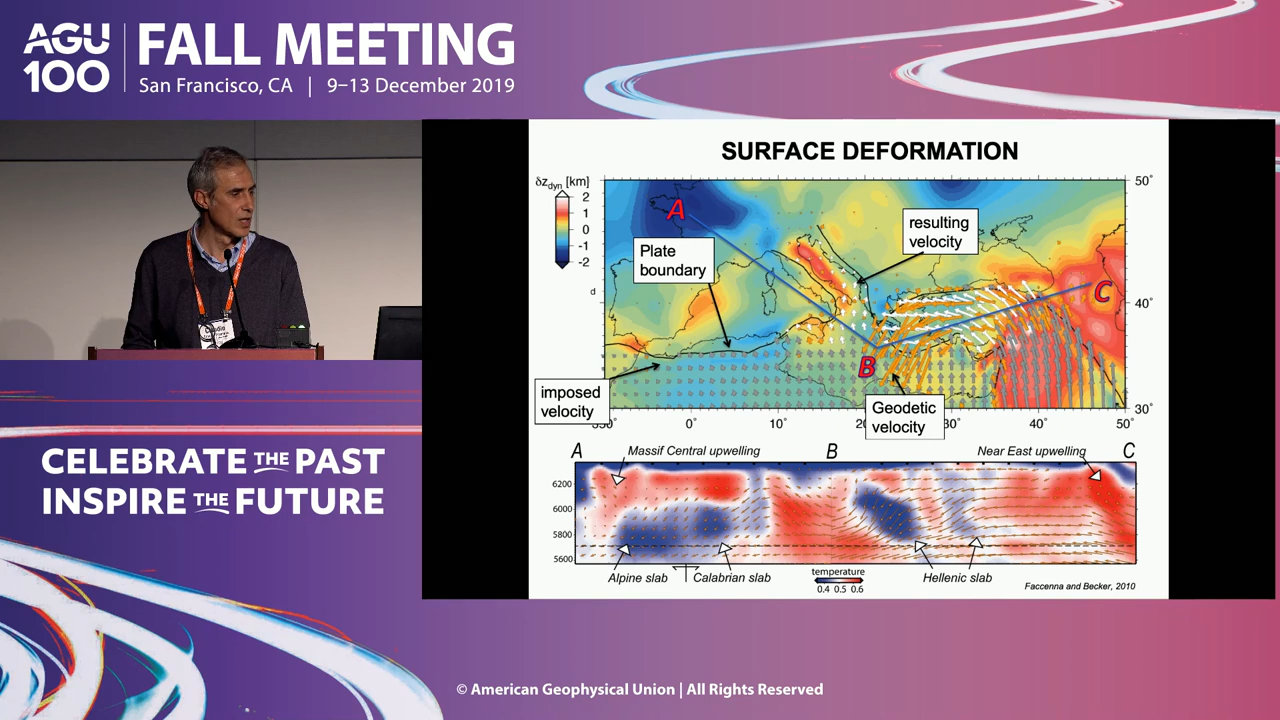 AGU
100
FALL MEETING
San Francisco, CA | 9–13 December 2019
SURFACE DEFORMATION
δzdyn [km]
2
1
0
-1
-2
A
Plate
boundary
resulting
velocity
50˚
40˚
30˚
d
C
B
imposed
velocity
Geodetic
velocity
0˚
10˚
30˚
40˚
50˚
A
Massif Central upwelling
B
Near East upwelling
C
6200
6000
5800
5600
Alpine slab
Calabrian slab
temperature
0.4 0.5 0.6
Hellenic slab
Faccenna and Becker, 2010
CELEBRATE THE PAST
INSPIRE THE FUTURE
© American Geophysical Union | All Rights Reserved